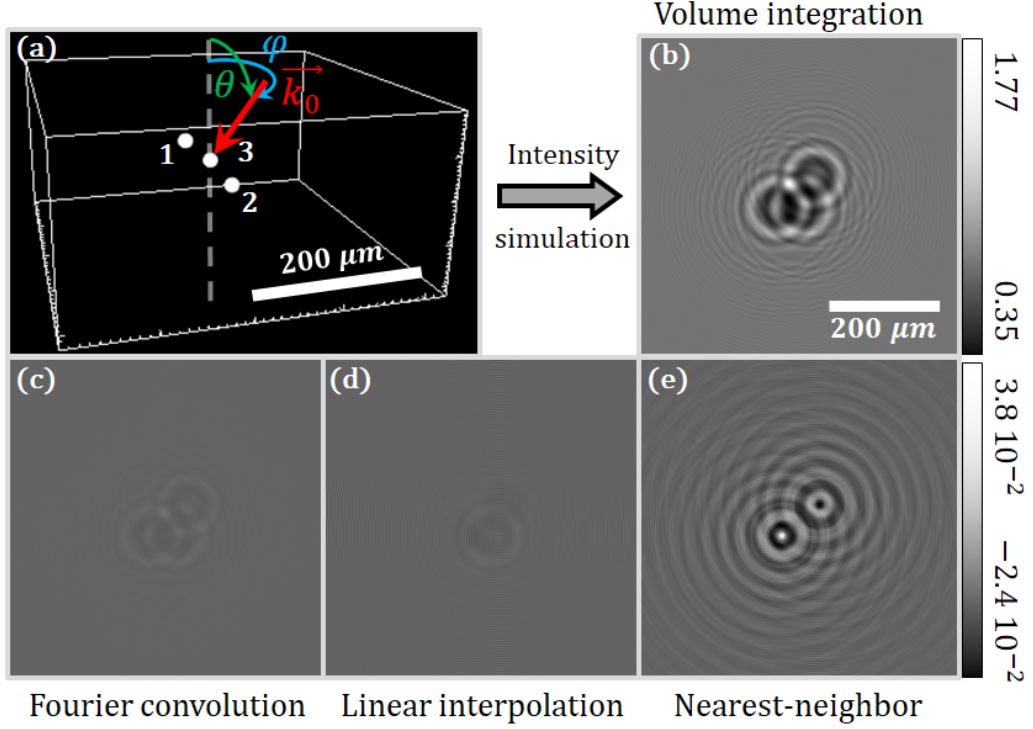 Volume integration
(a)
φ
θ
k₀
1
3
2
200 μm
Intensity
simulation
(b)
200 μm
1.77
0.35
(c)
(d)
(e)
3.8 10⁻²
−2.4 10⁻²
Fourier convolution
Linear interpolation
Nearest-neighbor